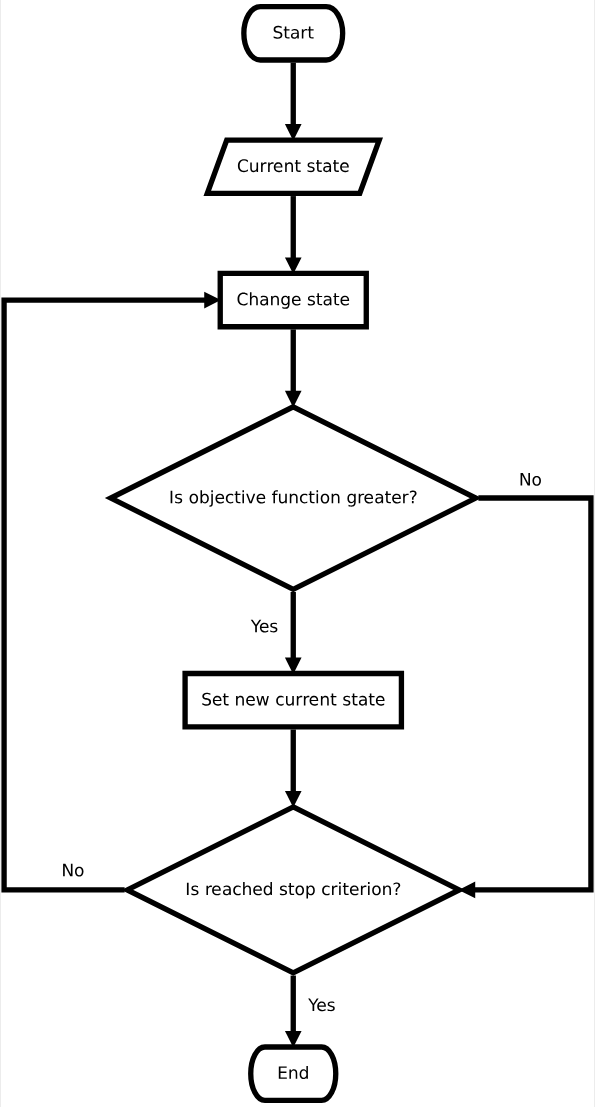 Start
Current state
Change state
Is objective function greater?
No
Yes
Set new current state
No
Is reached stop criterion?
Yes
End